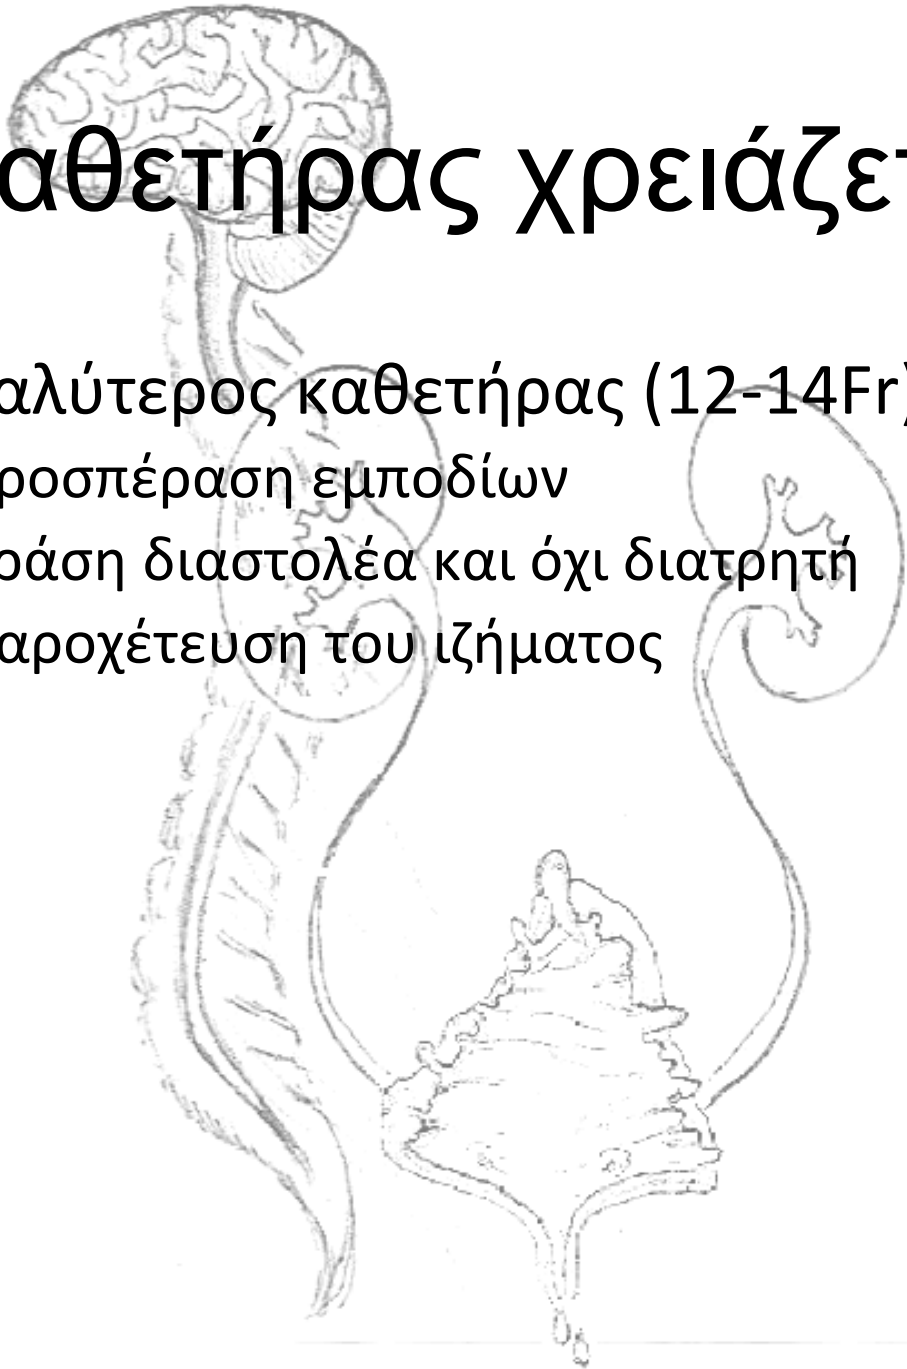 αθετήρας χρειάζετ
αλύτερος καθετήρας (12-14Fr)
ροσπέραση εμποδίων
ράση διαστολέα και όχι διατρητή
αροχέτευση του ιζήματος